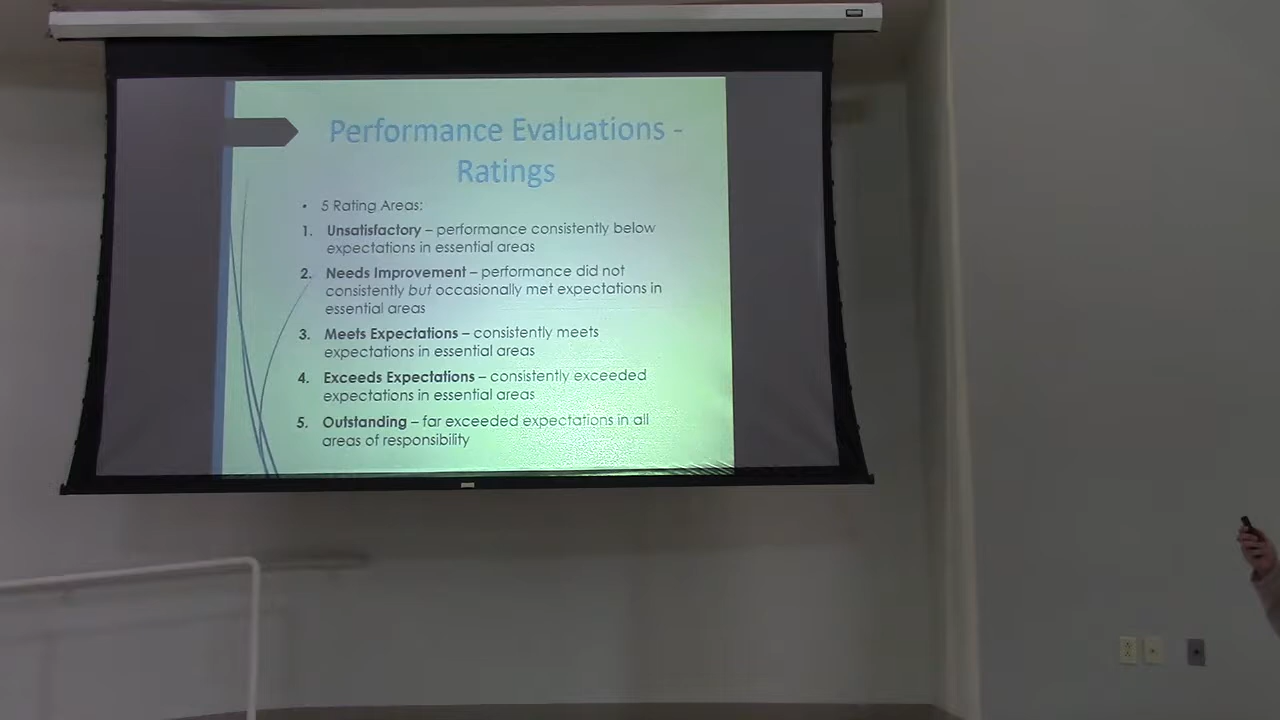 Performance Evaluations -
Ratings
• 5 Rating Areas:
1. Unsatisfactory – performance consistently below
expectations in essential areas
2. Needs Improvement – performance did not
consistently but occasionally met expectations in
essential areas
3. Meets Expectations – consistently meets
expectations in essential areas
4. Exceeds Expectations – consistently exceeded
expectations in essential areas
5. Outstanding – far exceeded expectations in all
areas of responsibility